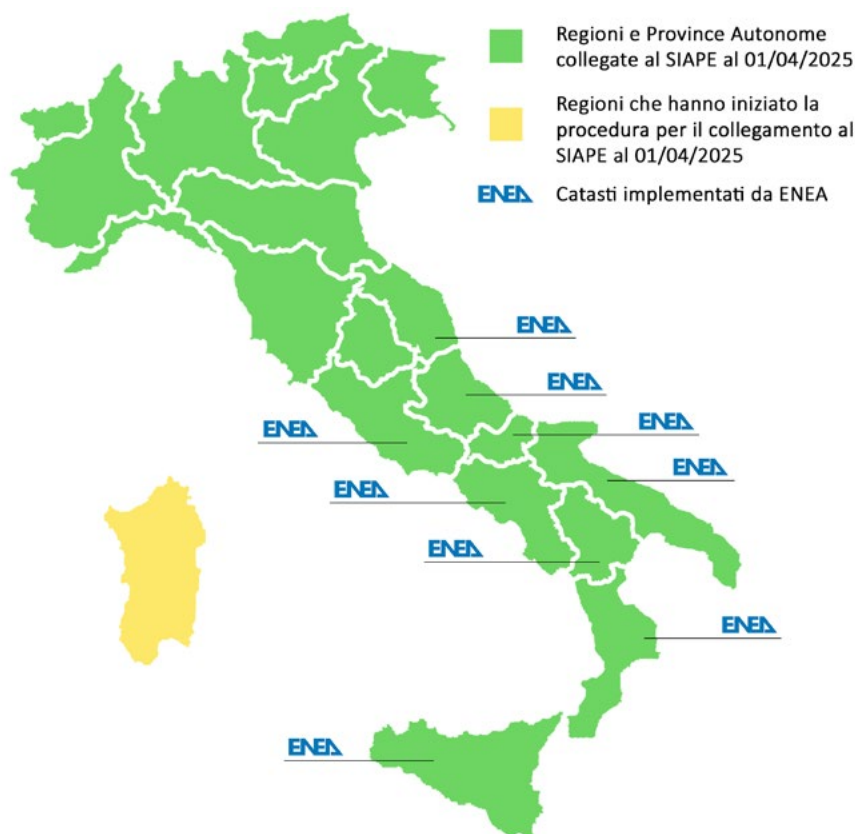 Regioni e Province Autonome
collegate al SIAPE al 01/04/2025
Regioni che hanno iniziato la
procedura per il collegamento al
SIAPE al 01/04/2025
ENEA Catasti implementati da ENEA
ENEA
ENEA
ENEA
ENEA
ENEA
ENEA
ENEA
ENEA
ENEA